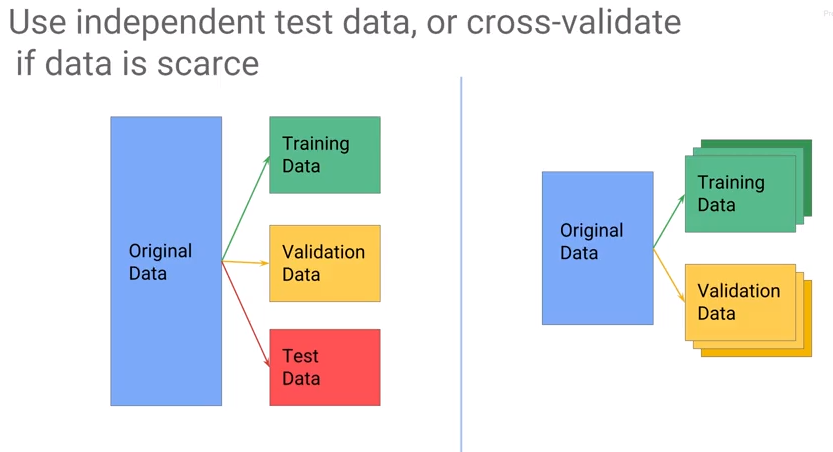 Use independent test data, or cross-validate
if data is scarce
Original
Data
Training
Data
Validation
Data
Test
Data
Original
Data
Training
Data
Validation
Data